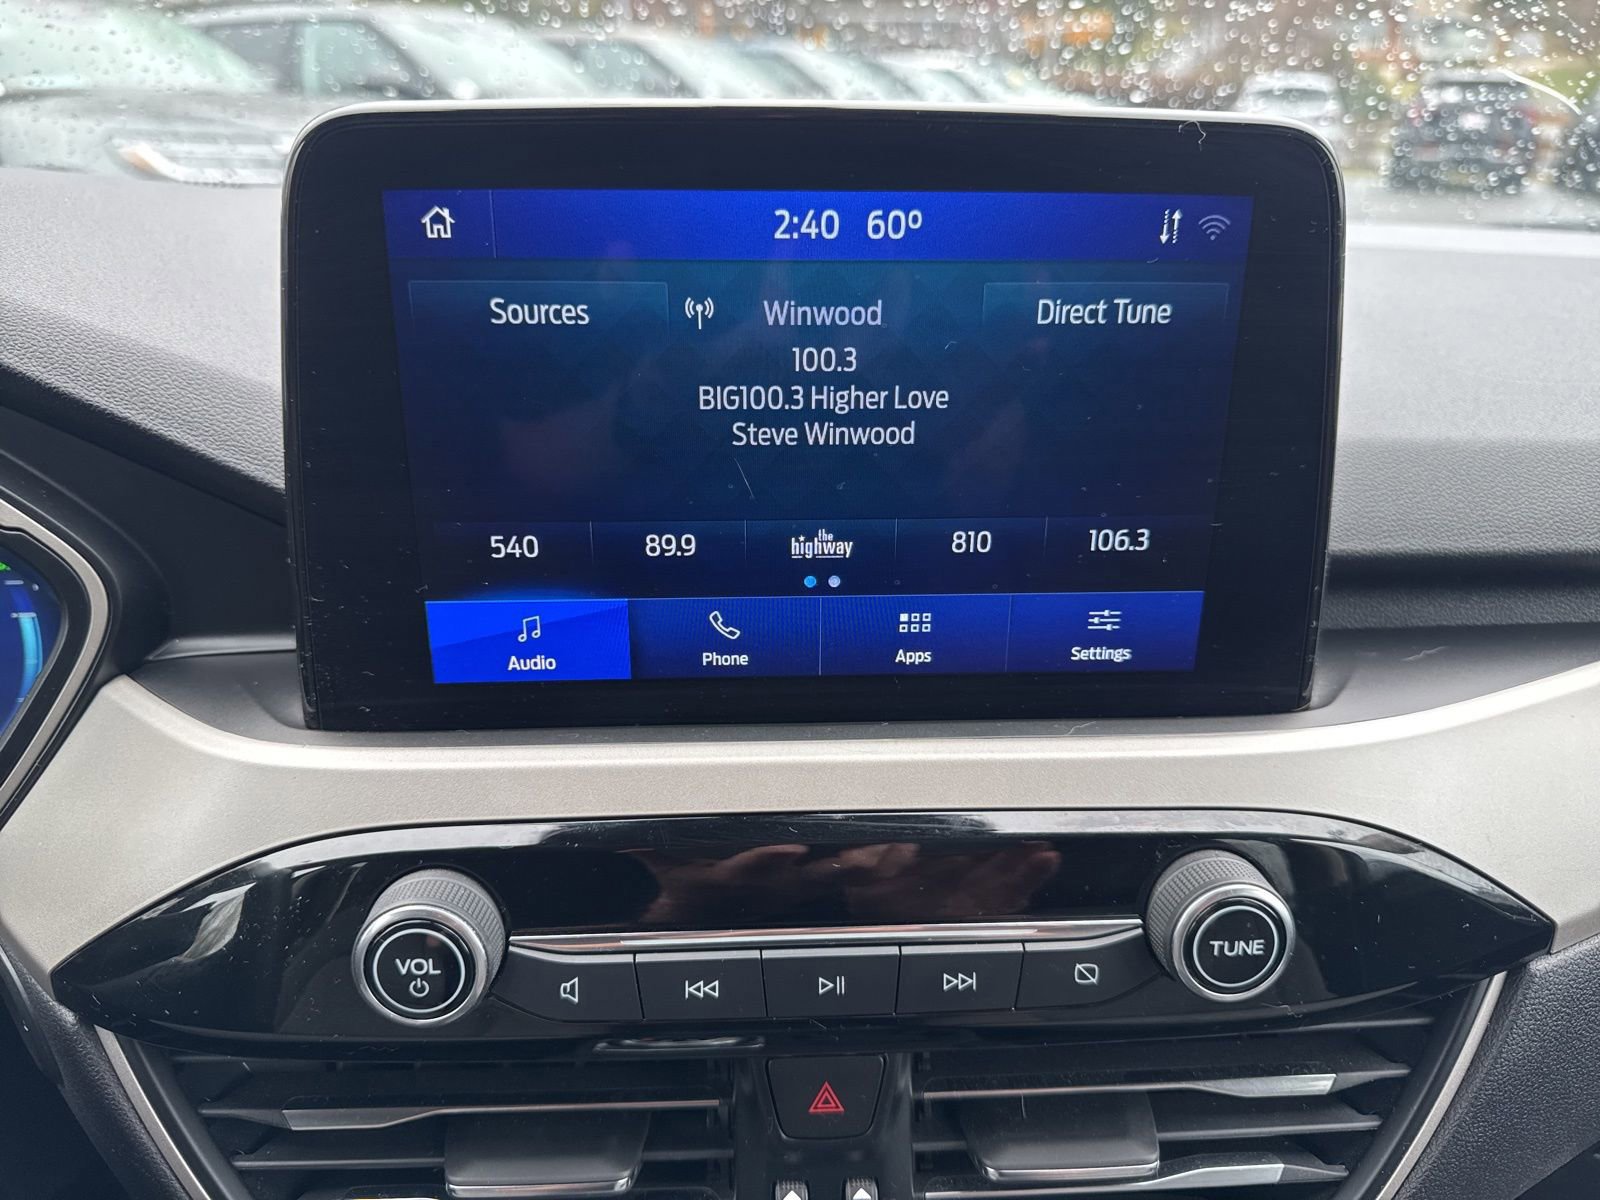 2:40 60º
Sources
Winwood
Direct Tune
100.3
BIG100.3 Higher Love
Steve Winwood
540
89.9
the highway
810
106.3
Audio
Phone
Apps
Settings
VOL
TUNE